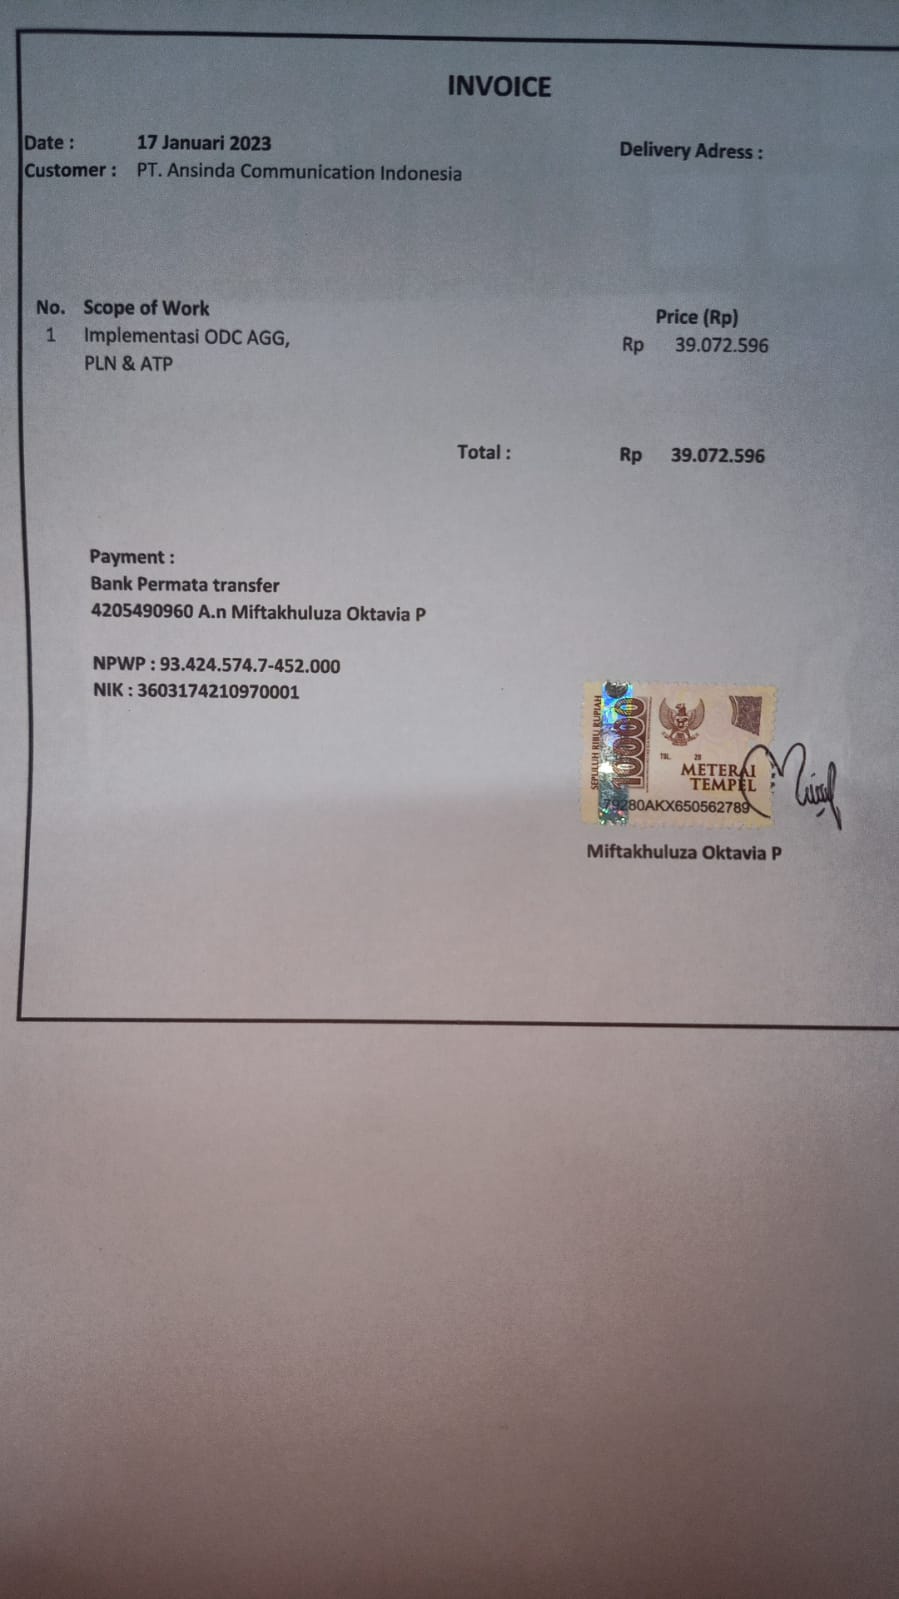 INVOICE
Date : 17 Januari 2023
Customer : PT. Ansinda Communication Indonesia
Delivery Adress :
No. Scope of Work Price (Rp)
1 Implementasi ODC AGG, Rp 39.072.596
PLN & ATP
Total : Rp 39.072.596
Payment :
Bank Permata transfer
4205490960 A.n Miftakhuluza Oktavia P
NPWP : 93.424.574.7-452.000
NIK : 3603174210970001
SEPULUH RIBU RUPIAH
10000
TGL. 20
METERAI
TEMPEL
79280AKX650562789
Miftakhuluza Oktavia P